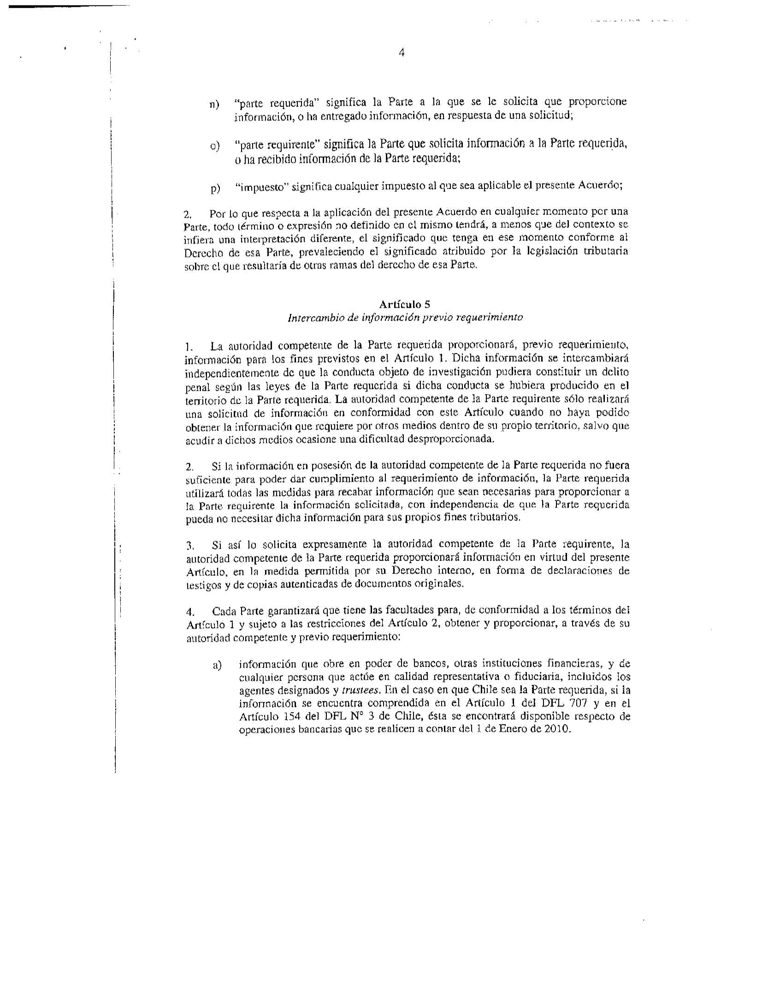 4
n) “parte requerida” significa la Parte a la que se le solicita que proporcione
información, o ha entregado información, en respuesta de una solicitud;
o) “parte requirente” significa la Parte que solicita información a la Parte requerida,
o ha recibido información de la Parte requerida;
p) “impuesto” significa cualquier impuesto al que sea aplicable el presente Acuerdo;
2. Por lo que respecta a la aplicación del presente Acuerdo en cualquier momento por una
Parte, todo término o expresión no definido en el mismo tendrá, a menos que del contexto se
infiera una interpretación diferente, el significado que tenga en ese momento conforme al
Derecho de esa Parte, prevaleciendo el significado atribuido por la legislación tributaria
sobre el que resultaría de otras ramas del derecho de esa Parte.
Artículo 5
Intercambio de información previo requerimiento
1. La autoridad competente de la Parte requerida proporcionará, previo requerimiento,
información para los fines previstos en el Artículo 1. Dicha información se intercambiará
independientemente de que la conducta objeto de investigación pudiera constituir un delito
penal según las leyes de la Parte requerida si dicha conducta se hubiera producido en el
territorio de la Parte requerida. La autoridad competente de la Parte requirente sólo realizará
una solicitud de información en conformidad con este Artículo cuando no haya podido
obtener la información que requiere por otros medios dentro de su propio territorio, salvo que
acudir a dichos medios ocasione una dificultad desproporcionada.
2. Si la información en posesión de la autoridad competente de la Parte requerida no fuera
suficiente para poder dar cumplimiento al requerimiento de información, la Parte requerida
utilizará todas las medidas para recabar información que sean necesarias para proporcionar a
la Parte requirente la información solicitada, con independencia de que la Parte requerida
pueda no necesitar dicha información para sus propios fines tributarios.
3. Si así lo solicita expresamente la autoridad competente de la Parte requirente, la
autoridad competente de la Parte requerida proporcionará información en virtud del presente
Artículo, en la medida permitida por su Derecho interno, en forma de declaraciones de
testigos y de copias autenticadas de documentos originales.
4. Cada Parte garantizará que tiene las facultades para, de conformidad a los términos del
Artículo 1 y sujeto a las restricciones del Artículo 2, obtener y proporcionar, a través de su
autoridad competente y previo requerimiento:
a) información que obre en poder de bancos, otras instituciones financieras, y de
cualquier persona que actúe en calidad representativa o fiduciaria, incluidos los
agentes designados y trustees. En el caso en que Chile sea la Parte requerida, si la
información se encuentra comprendida en el Artículo 1 del DFL 707 y en el
Artículo 154 del DFL N° 3 de Chile, ésta se encontrará disponible respecto de
operaciones bancarias que se realicen a contar del 1 de Enero de 2010.